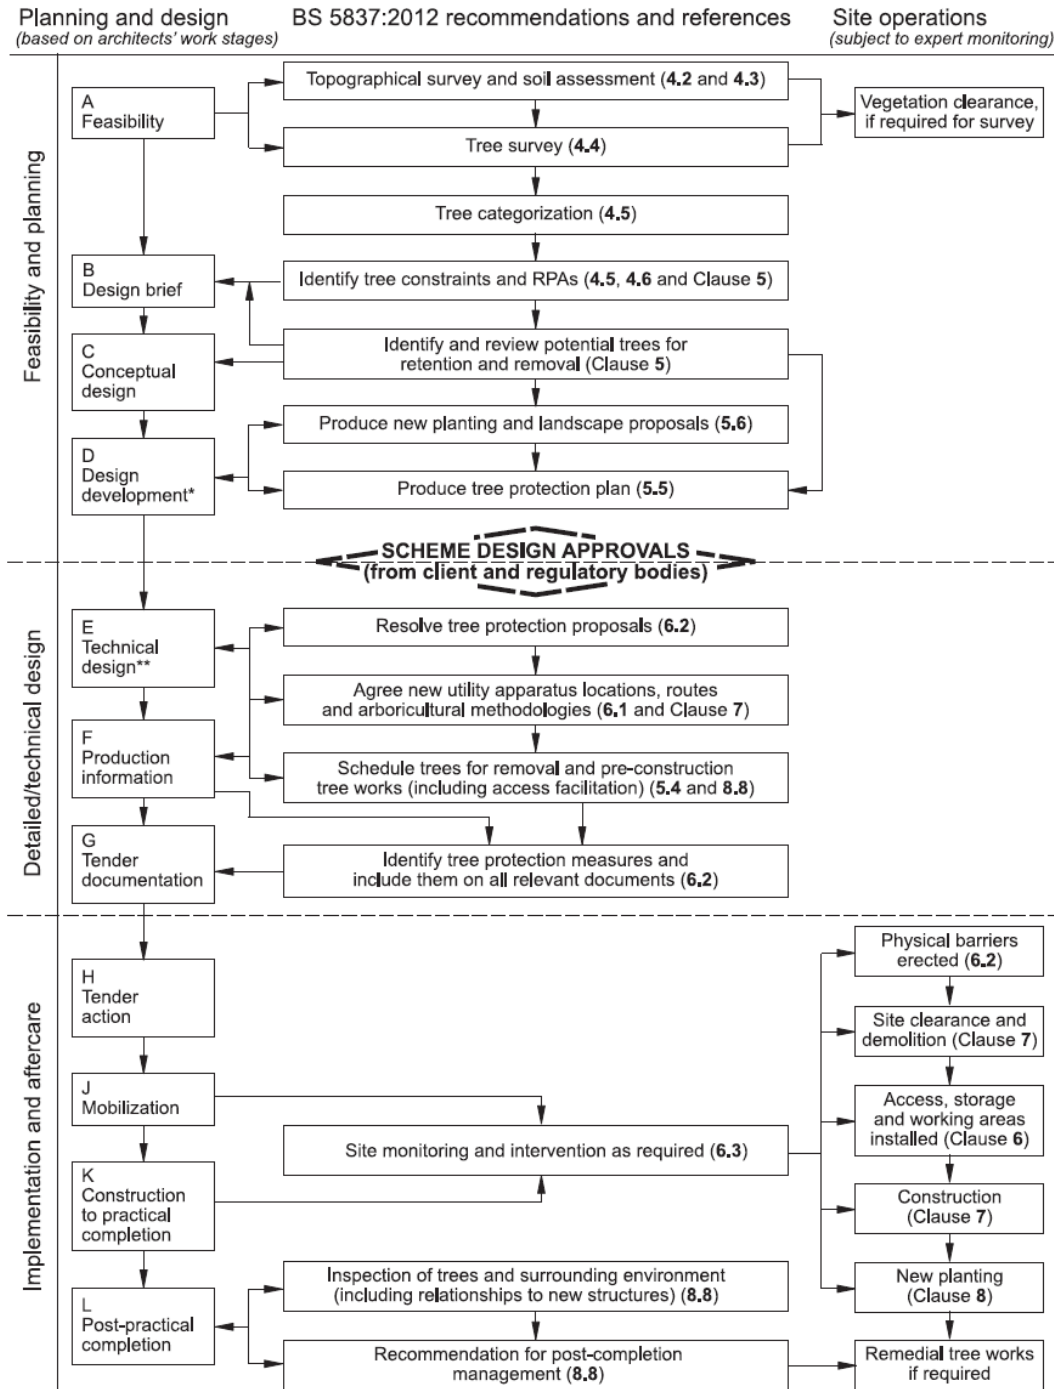 Planning and design
(based on architects' work stages)
BS 5837:2012 recommendations and references
Site operations
(subject to expert monitoring)
Feasibility and planning
A
Feasibility
Topographical survey and soil assessment (4.2 and 4.3)
Vegetation clearance,
if required for survey
Tree survey (4.4)
Tree categorization (4.5)
B
Design brief
Identify tree constraints and RPAs (4.5, 4.6 and Clause 5)
C
Conceptual
design
Identify and review potential trees for
retention and removal (Clause 5)
Produce new planting and landscape proposals (5.6)
D
Design
development*
Produce tree protection plan (5.5)
SCHEME DESIGN APPROVALS
(from client and regulatory bodies)
Detailed/technical design
E
Technical
design**
Resolve tree protection proposals (6.2)
Agree new utility apparatus locations, routes
and arboricultural methodologies (6.1 and Clause 7)
F
Production
information
Schedule trees for removal and pre-construction
tree works (including access facilitation) (5.4 and 8.8)
G
Tender
documentation
Identify tree protection measures and
include them on all relevant documents (6.2)
Implementation and aftercare
Physical barriers
erected (6.2)
H
Tender
action
Site clearance and
demolition (Clause 7)
J
Mobilization
Access, storage
and working areas
installed (Clause 6)
Site monitoring and intervention as required (6.3)
K
Construction
to practical
completion
Construction
(Clause 7)
New planting
(Clause 8)
L
Post-practical
completion
Inspection of trees and surrounding environment
(including relationships to new structures) (8.8)
Recommendation for post-completion
management (8.8)
Remedial tree works
if required